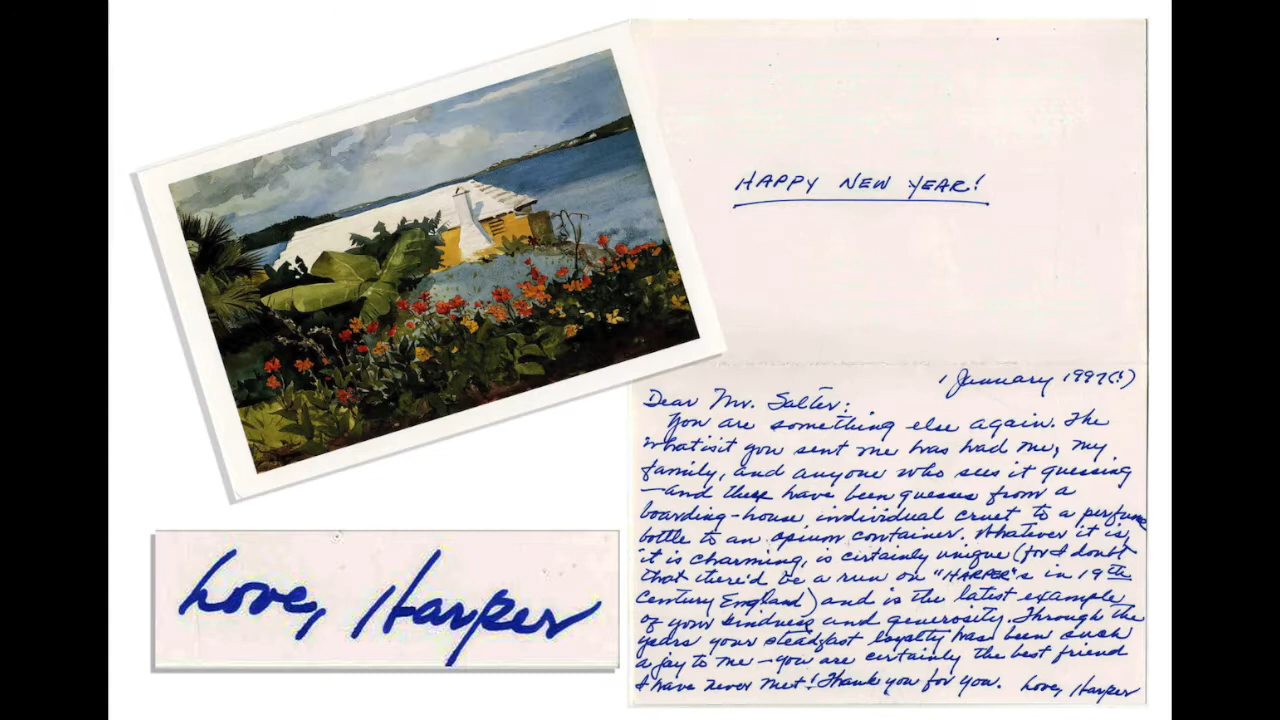 HAPPY NEW YEAR!
1 January 1997(!)
Dear Mr. Salter:
You are something else again. The
whatisit you sent me has had me, my
family, and anyone who sees it guessing
—and there have been guesses from a
boarding-house individual cruet to a perfume
bottle to an opium container. Whatever it is,
it is charming, is certainly unique (for I doubt
that there'd be a run on "HARPER"s in 19th
Century England) and is the latest example
of your kindness and generosity. Through the
years your steadfast loyalty has been such
a joy to me — you are certainly the best friend
I have never met! Thank you for you. Love, Harper
Love, Harper